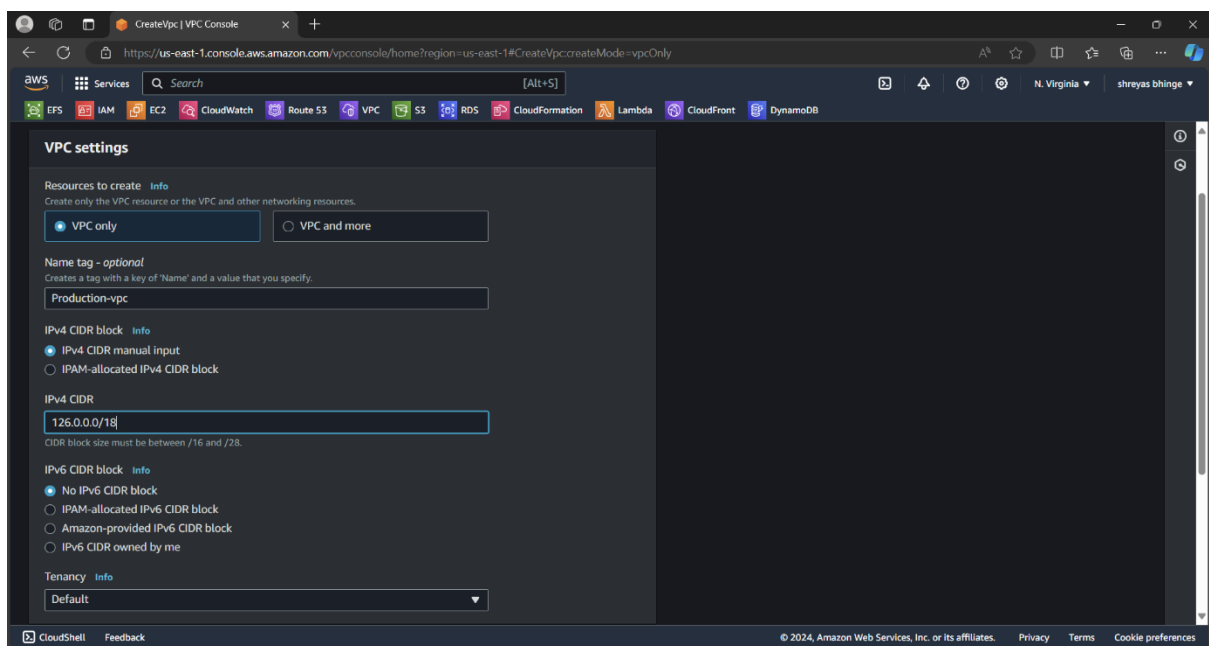 CreateVpc | VPC Console
https://us-east-1.console.aws.amazon.com/vpcconsole/home?region=us-east-1#CreateVpc:createMode=vpcOnly
aws Services Search [Alt+S] N. Virginia shreyas bhinge
EFS IAM EC2 CloudWatch Route 53 VPC S3 RDS CloudFormation Lambda CloudFront DynamoDB
VPC settings
Resources to create Info
Create only the VPC resource or the VPC and other networking resources.
VPC only VPC and more
Name tag - optional
Creates a tag with a key of 'Name' and a value that you specify.
Production-vpc
IPv4 CIDR block Info
IPv4 CIDR manual input
IPAM-allocated IPv4 CIDR block
IPv4 CIDR
126.0.0.0/18
CIDR block size must be between /16 and /28.
IPv6 CIDR block Info
No IPv6 CIDR block
IPAM-allocated IPv6 CIDR block
Amazon-provided IPv6 CIDR block
IPv6 CIDR owned by me
Tenancy Info
Default
CloudShell Feedback © 2024, Amazon Web Services, Inc. or its affiliates. Privacy Terms Cookie preferences